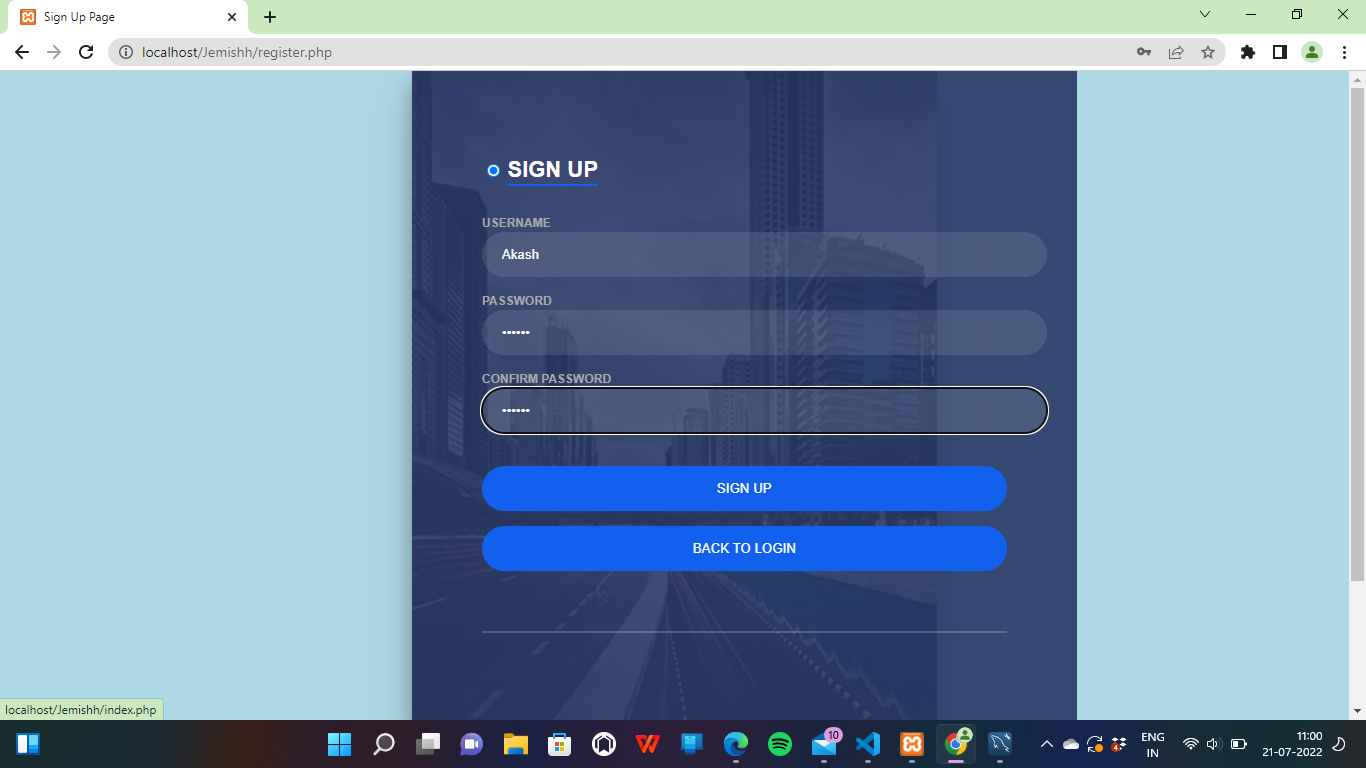 Sign Up Page
localhost/Jemishh/register.php
SIGN UP
USERNAME
Akash
PASSWORD
••••••
CONFIRM PASSWORD
••••••
SIGN UP
BACK TO LOGIN
localhost/Jemishh/index.php
10
4
ENG
IN
11:00
21-07-2022